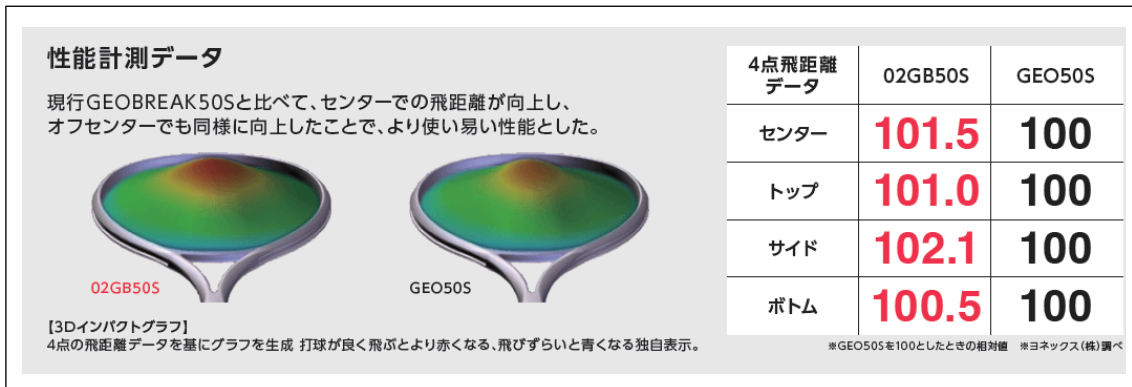 性能計測データ
現行GEOBREAK50Sと比べて、センターでの飛距離が向上し、
オフセンターでも同様に向上したことで、より使い易い性能とした。
02GB50S
GEO50S
【3Dインパクトグラフ】
4点の飛距離データを基にグラフを生成 打球が良く飛ぶとより赤くなる、飛びずらいと青くなる独自表示。
4点飛距離
データ
02GB50S GEO50S
センター 101.5 100
トップ 101.0 100
サイド 102.1 100
ボトム 100.5 100
※GEO50Sを100としたときの相対値 ※ヨネックス(株)調べ